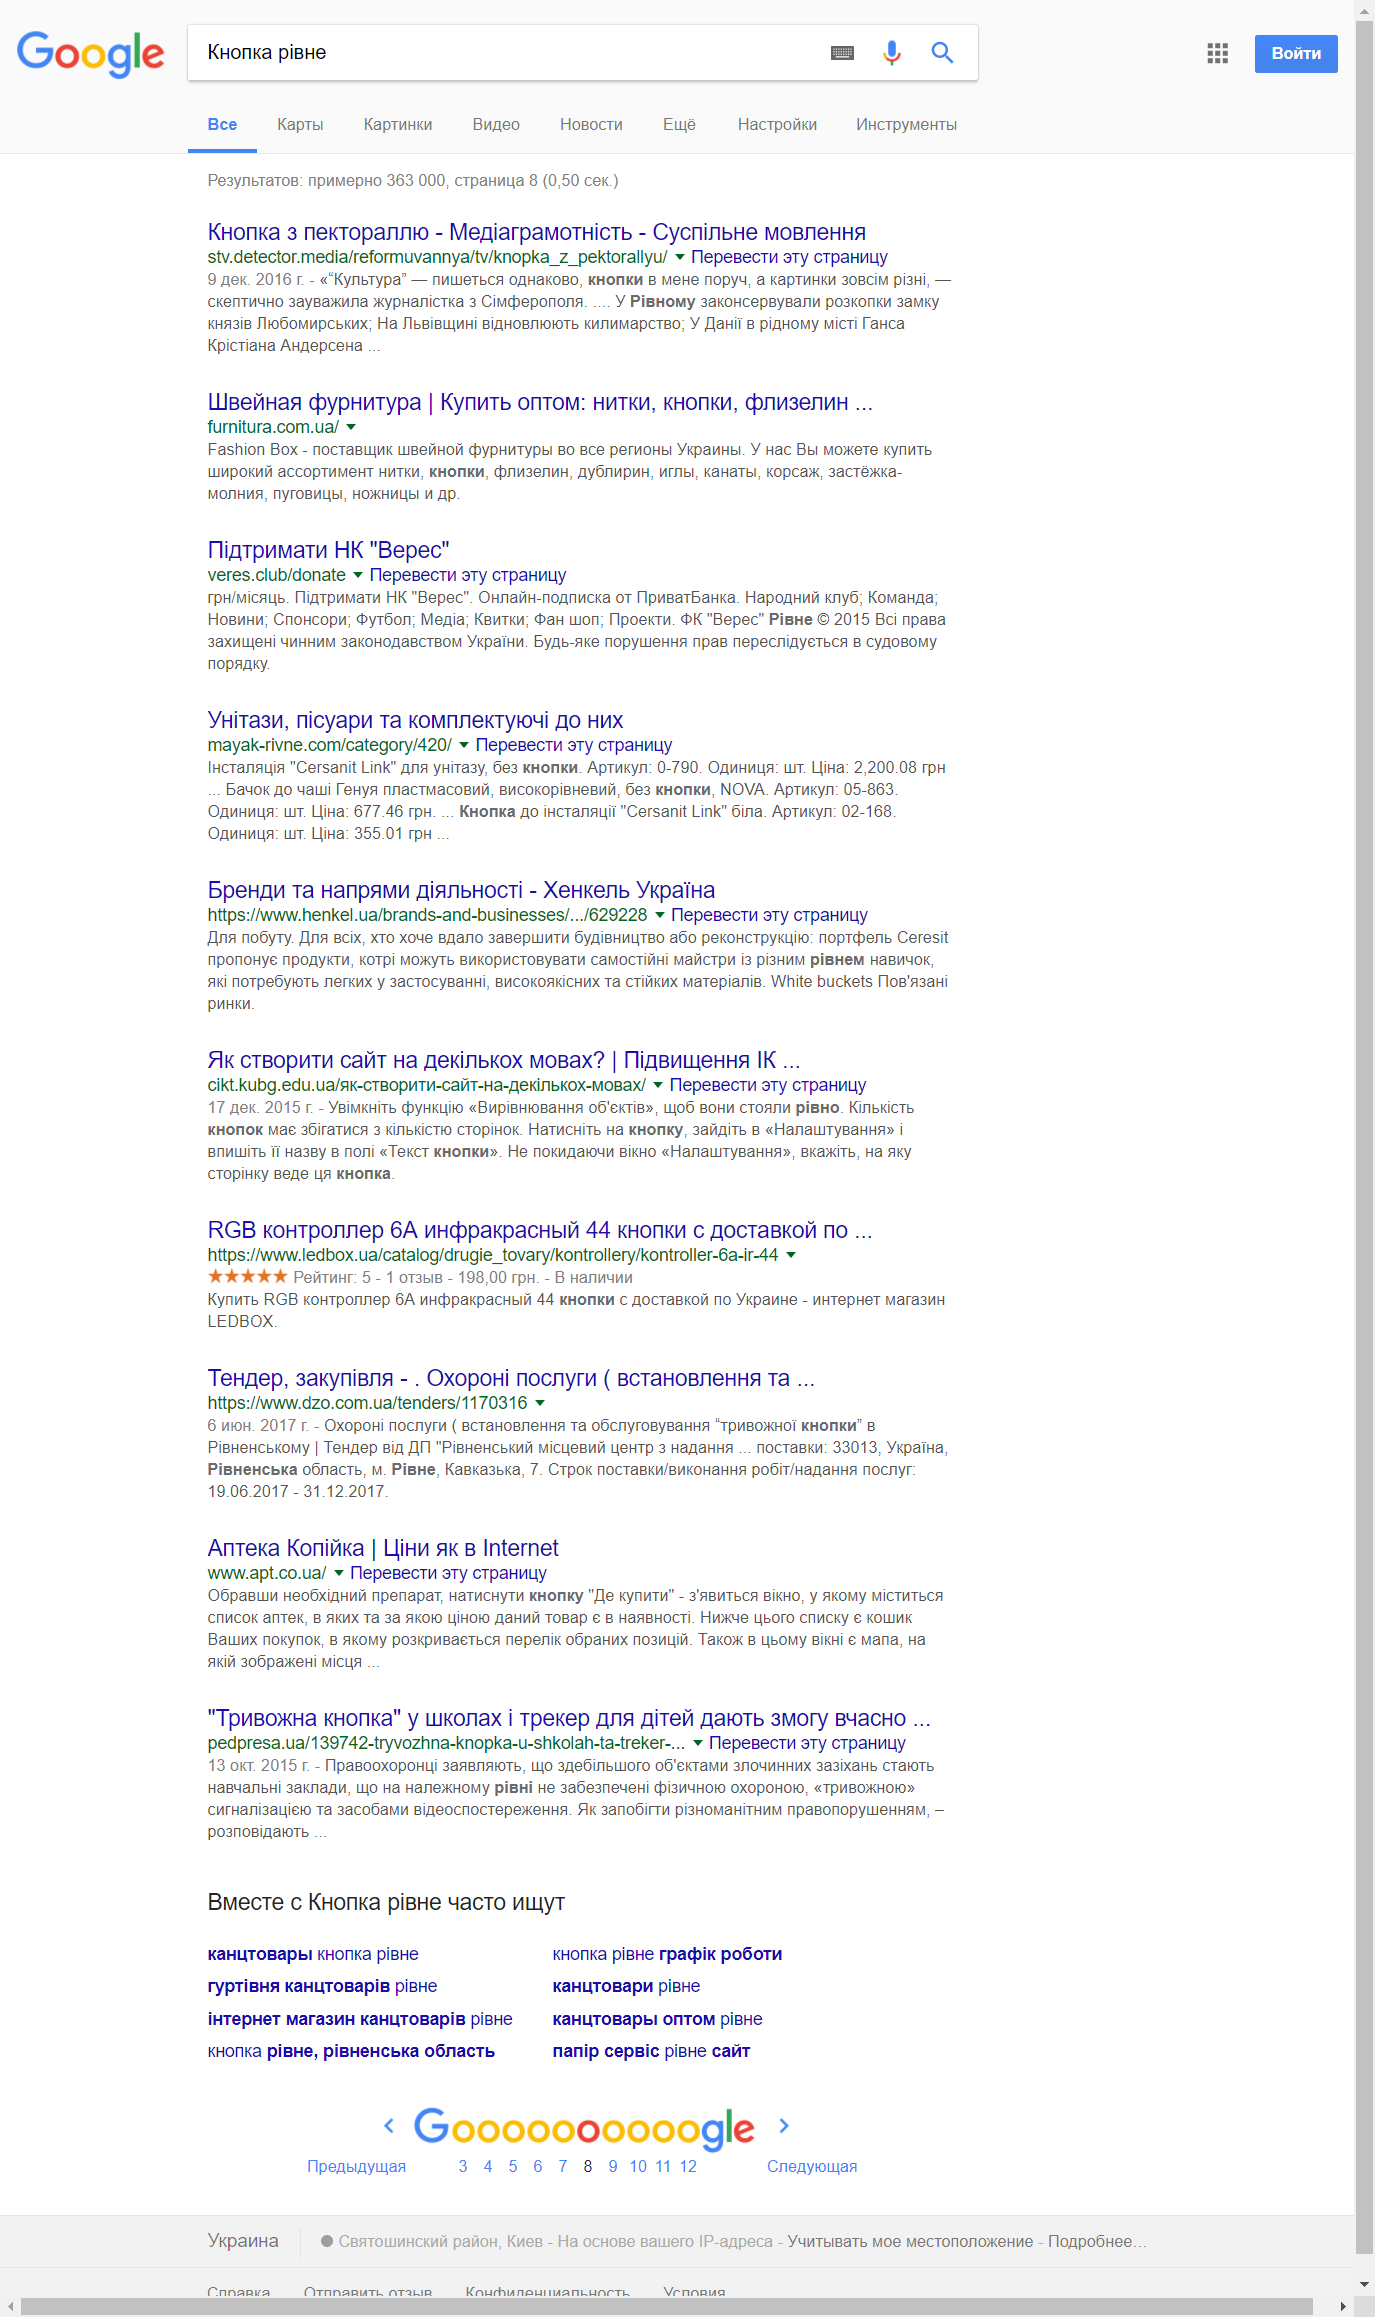 Google
Кнопка рівне
Войти
Все Карты Картинки Видео Новости Ещё Настройки Инструменты
Результатов: примерно 363 000, страница 8 (0,50 сек.)
Кнопка з пектораллю - Медіаграмотність - Суспільне мовлення
stv.detector.media/reformuvannya/tv/knopka_z_pektorallyu/ Перевести эту страницу
9 дек. 2016 г. - «“Культура” — пишеться однаково, кнопки в мене поруч, а картинки зовсім різні, —
скептично зауважила журналістка з Сімферополя. .... У Рівному законсервували розкопки замку
князів Любомирських; На Львівщині відновлюють килимарство; У Данії в рідному місті Ганса
Крістіана Андерсена ...
Швейная фурнитура | Купить оптом: нитки, кнопки, флизелин ...
furnitura.com.ua/
Fashion Box - поставщик швейной фурнитуры во все регионы Украины. У нас Вы можете купить
широкий ассортимент нитки, кнопки, флизелин, дублирин, иглы, канаты, корсаж, застёжка-
молния, пуговицы, ножницы и др.
Підтримати НК "Верес"
veres.club/donate Перевести эту страницу
грн/місяць. Підтримати НК "Верес". Онлайн-подписка от ПриватБанка. Народний клуб; Команда;
Новини; Спонсори; Футбол; Медіа; Квитки; Фан шоп; Проекти. ФК "Верес" Рівне © 2015 Всі права
захищені чинним законодавством України. Будь-яке порушення прав переслідується в судовому
порядку.
Унітази, пісуари та комплектуючі до них
mayak-rivne.com/category/420/ Перевести эту страницу
Інсталяція "Cersanit Link" для унітазу, без кнопки. Артикул: 0-790. Одиниця: шт. Ціна: 2,200.08 грн
... Бачок до чаші Генуя пластмасовий, високорівневий, без кнопки, NOVA. Артикул: 05-863.
Одиниця: шт. Ціна: 677.46 грн. ... Кнопка до інсталяції "Cersanit Link" біла. Артикул: 02-168.
Одиниця: шт. Ціна: 355.01 грн ...
Бренди та напрями діяльності - Хенкель Україна
https://www.henkel.ua/brands-and-businesses/.../629228 Перевести эту страницу
Для побуту. Для всіх, хто хоче вдало завершити будівництво або реконструкцію: портфель Ceresit
пропонує продукти, котрі можуть використовувати самостійні майстри із різним рівнем навичок,
які потребують легких у застосуванні, високоякісних та стійких матеріалів. White buckets Пов'язані
ринки.
Як створити сайт на декількох мовах? | Підвищення ІК ...
cikt.kubg.edu.ua/як-створити-сайт-на-декількох-мовах/ Перевести эту страницу
17 дек. 2015 г. - Увімкніть функцію «Вирівнювання об'єктів», щоб вони стояли рівно. Кількість
кнопок має збігатися з кількістю сторінок. Натисніть на кнопку, зайдіть в «Налаштування» і
впишіть її назву в полі «Текст кнопки». Не покидаючи вікно «Налаштування», вкажіть, на яку
сторінку веде ця кнопка.
RGB контроллер 6А инфракрасный 44 кнопки с доставкой по ...
https://www.ledbox.ua/catalog/drugie_tovary/kontrollery/kontroller-6a-ir-44
Рейтинг: 5 - 1 отзыв - 198,00 грн. - В наличии
Купить RGB контроллер 6А инфракрасный 44 кнопки с доставкой по Украине - интернет магазин
LEDBOX.
Тендер, закупівля - . Охороні послуги ( встановлення та ...
https://www.dzo.com.ua/tenders/1170316
6 июн. 2017 г. - Охороні послуги ( встановлення та обслуговування “тривожної кнопки” в
Рівненському | Тендер від ДП "Рівненський місцевий центр з надання ... поставки: 33013, Україна,
Рівненська область, м. Рівне, Кавказька, 7. Строк поставки/виконання робіт/надання послуг:
19.06.2017 - 31.12.2017.
Аптека Копійка | Ціни як в Internet
www.apt.co.ua/ Перевести эту страницу
Обравши необхідний препарат, натиснути кнопку "Де купити" - з'явиться вікно, у якому міститься
список аптек, в яких та за якою ціною даний товар є в наявності. Нижче цього списку є кошик
Ваших покупок, в якому розкривається перелік обраних позицій. Також в цьому вікні є мапа, на
якій зображені місця ...
"Тривожна кнопка" у школах і трекер для дітей дають змогу вчасно ...
pedpresa.ua/139742-tryvozhna-knopka-u-shkolah-ta-treker-... Перевести эту страницу
13 окт. 2015 г. - Правоохоронці заявляють, що здебільшого об'єктами злочинних зазіхань стають
навчальні заклади, що на належному рівні не забезпечені фізичною охороною, «тривожною»
сигналізацією та засобами відеоспостереження. Як запобігти різноманітним правопорушенням, –
розповідають ...
Вместе с Кнопка рівне часто ищут
канцтовары кнопка рівне кнопка рівне графік роботи
гуртівня канцтоварів рівне канцтовари рівне
інтернет магазин канцтоварів рівне канцтовары оптом рівне
кнопка рівне, рівненська область папір сервіс рівне сайт
Goooooooooogle
Предыдущая 3 4 5 6 7 8 9 10 11 12 Следующая
Украина Святошинский район, Киев - На основе вашего IP-адреса - Учитывать мое местоположение - Подробнее...
Справка Отправить отзыв Конфиденциальность Условия